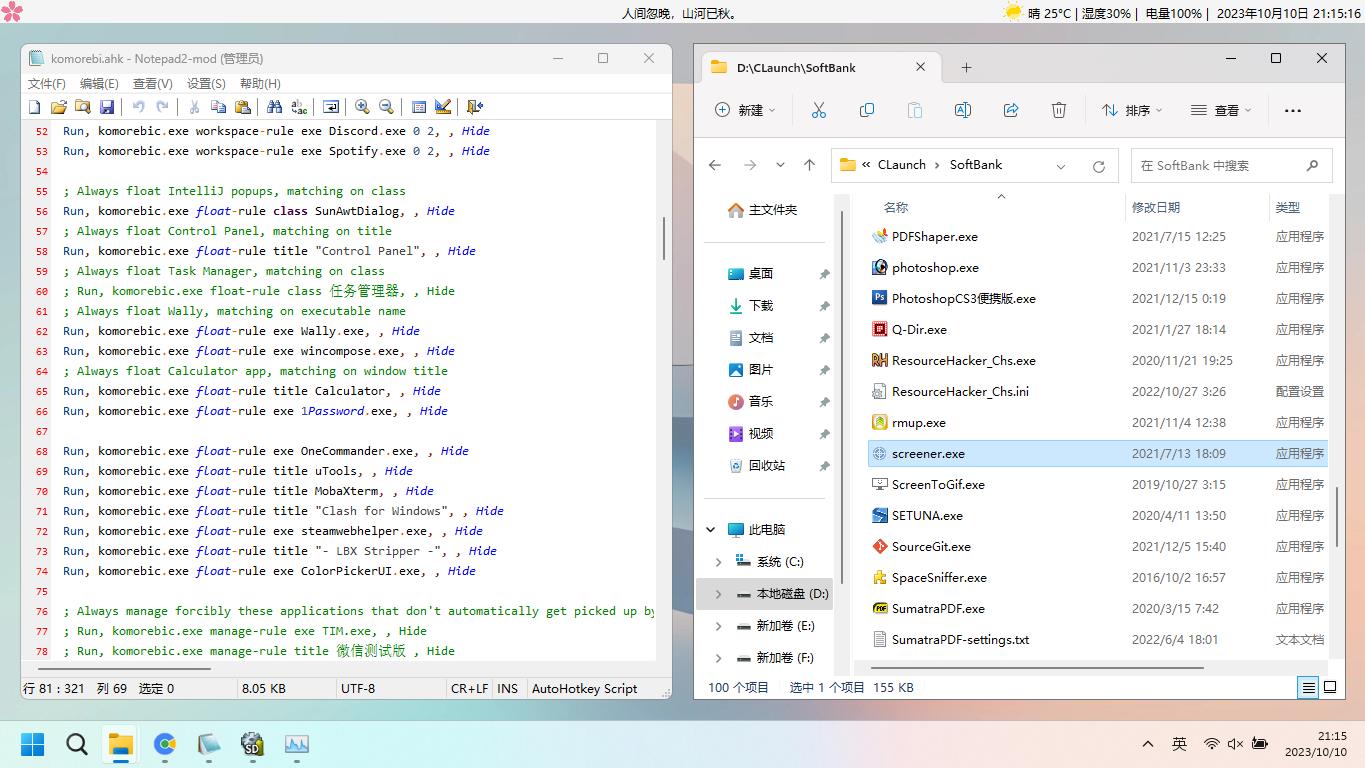 人间忽晚，山河已秋。
晴 25°C | 湿度30% | 电量100% | 2023年10月10日 21:15:16
komorebi.ahk - Notepad2-mod (管理员)
文件(F) 编辑(E) 查看(V) 设置(S) 帮助(H)
52 Run, komorebic.exe workspace-rule exe Discord.exe 0 2, , Hide
53 Run, komorebic.exe workspace-rule exe Spotify.exe 0 2, , Hide
54
55 ; Always float IntelliJ popups, matching on class
56 Run, komorebic.exe float-rule class SunAwtDialog, , Hide
57 ; Always float Control Panel, matching on title
58 Run, komorebic.exe float-rule title "Control Panel", , Hide
59 ; Always float Task Manager, matching on class
60 ; Run, komorebic.exe float-rule class 任务管理器, , Hide
61 ; Always float Wally, matching on executable name
62 Run, komorebic.exe float-rule exe Wally.exe, , Hide
63 Run, komorebic.exe float-rule exe wincompose.exe, , Hide
64 ; Always float Calculator app, matching on window title
65 Run, komorebic.exe float-rule title Calculator, , Hide
66 Run, komorebic.exe float-rule exe 1Password.exe, , Hide
67
68 Run, komorebic.exe float-rule exe OneCommander.exe, , Hide
69 Run, komorebic.exe float-rule title uTools, , Hide
70 Run, komorebic.exe float-rule title MobaXterm, , Hide
71 Run, komorebic.exe float-rule title "Clash for Windows", , Hide
72 Run, komorebic.exe float-rule exe steamwebhelper.exe, , Hide
73 Run, komorebic.exe float-rule title "- LBX Stripper -", , Hide
74 Run, komorebic.exe float-rule exe ColorPickerUI.exe, , Hide
75
76 ; Always manage forcibly these applications that don't automatically get picked up by
77 ; Run, komorebic.exe manage-rule exe TIM.exe, , Hide
78 ; Run, komorebic.exe manage-rule title 微信测试版 , Hide
行 81 : 321 列 69 选定 0 8.05 KB UTF-8 CR+LF INS AutoHotkey Script
D:\CLaunch\SoftBank
新建 排序 查看
« CLaunch › SoftBank 在 SoftBank 中搜索
主文件夹
桌面
下载
文档
图片
音乐
视频
回收站
此电脑
系统 (C:)
本地磁盘 (D:)
新加卷 (E:)
新加卷 (F:)
名称 修改日期 类型
PDFShaper.exe 2021/7/15 12:25 应用程序
photoshop.exe 2021/11/3 23:33 应用程序
Ps PhotoshopCS3便携版.exe 2021/12/15 0:19 应用程序
Q-Dir.exe 2021/1/27 18:14 应用程序
RH ResourceHacker_Chs.exe 2020/11/21 19:25 应用程序
ResourceHacker_Chs.ini 2022/10/27 3:26 配置设置
rmup.exe 2021/11/4 12:38 应用程序
screener.exe 2021/7/13 18:09 应用程序
ScreenToGif.exe 2019/10/27 3:15 应用程序
SETUNA.exe 2020/4/11 13:50 应用程序
SourceGit.exe 2021/12/5 15:40 应用程序
SpaceSniffer.exe 2016/10/2 16:57 应用程序
PDF SumatraPDF.exe 2020/3/15 7:42 应用程序
SumatraPDF-settings.txt 2022/6/4 18:01 文本文档
100 个项目 选中 1 个项目 155 KB
SD
英
21:15
2023/10/10